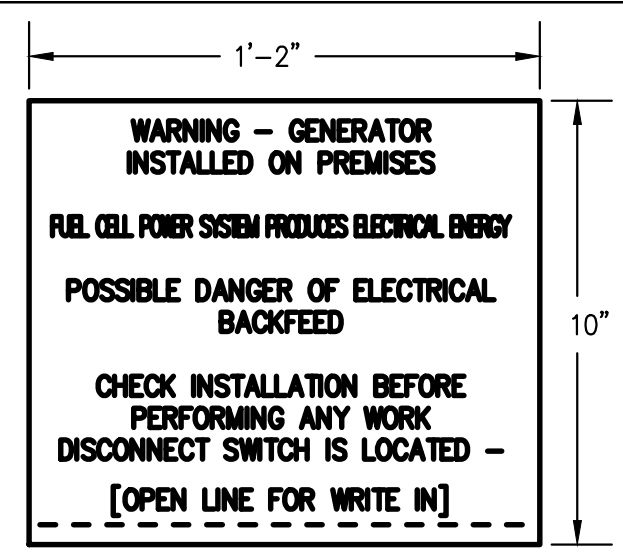 1'-2"
WARNING - GENERATOR
INSTALLED ON PREMISES
FUEL CELL POWER SYSTEM PRODUCES ELECTRICAL ENERGY
POSSIBLE DANGER OF ELECTRICAL
BACKFEED
10"
CHECK INSTALLATION BEFORE
PERFORMING ANY WORK
DISCONNECT SWITCH IS LOCATED -
[OPEN LINE FOR WRITE IN]